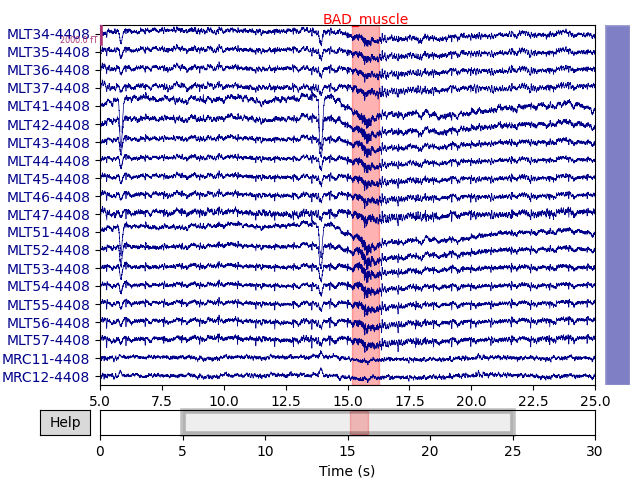 BAD_muscle
MLT34-4408
MLT35-4408
MLT36-4408
MLT37-4408
MLT41-4408
MLT42-4408
MLT43-4408
MLT44-4408
MLT45-4408
MLT46-4408
MLT47-4408
MLT51-4408
MLT52-4408
MLT53-4408
MLT54-4408
MLT55-4408
MLT56-4408
MLT57-4408
MRC11-4408
MRC12-4408
5.0 7.5 10.0 12.5 15.0 17.5 20.0 22.5 25.0
Help
0 5 10 15 20 25 30
Time (s)